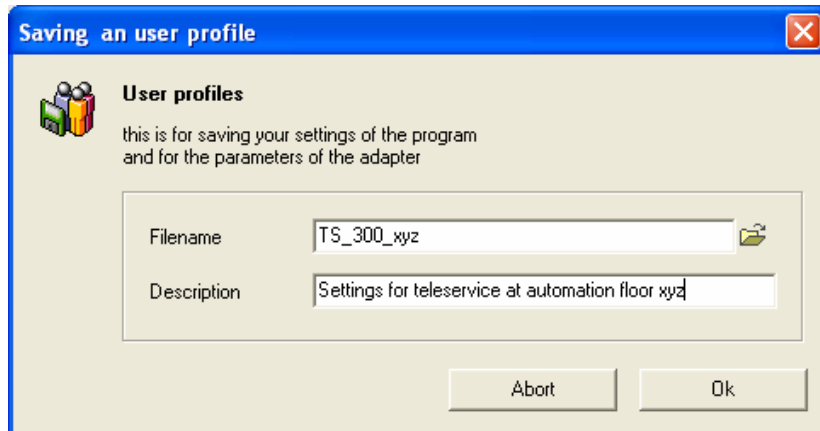 Saving an user profile
User profiles
this is for saving your settings of the program
and for the parameters of the adapter
Filename TS_300_xyz
Description Settings for teleservice at automation floor xyz
Abort Ok